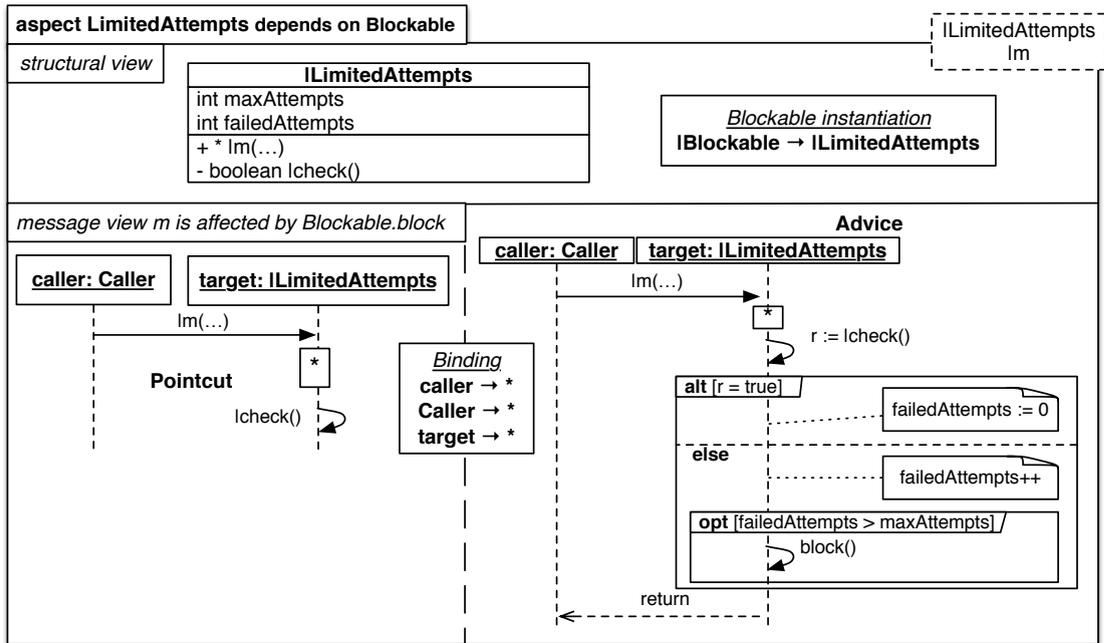 aspect LimitedAttempts depends on Blockable
|LimitedAttempts
|m
structural view
|LimitedAttempts
int maxAttempts
int failedAttempts
+ * |m(…)
- boolean |check()
Blockable instantiation
|Blockable → |LimitedAttempts
message view m is affected by Blockable.block
caller: Caller
target: |LimitedAttempts
|m(…)
*
Pointcut
|check()
Binding
caller → *
Caller → *
target → *
Advice
caller: Caller
target: |LimitedAttempts
|m(…)
*
r := |check()
alt [r = true]
failedAttempts := 0
else
failedAttempts++
opt [failedAttempts > maxAttempts]
block()
return